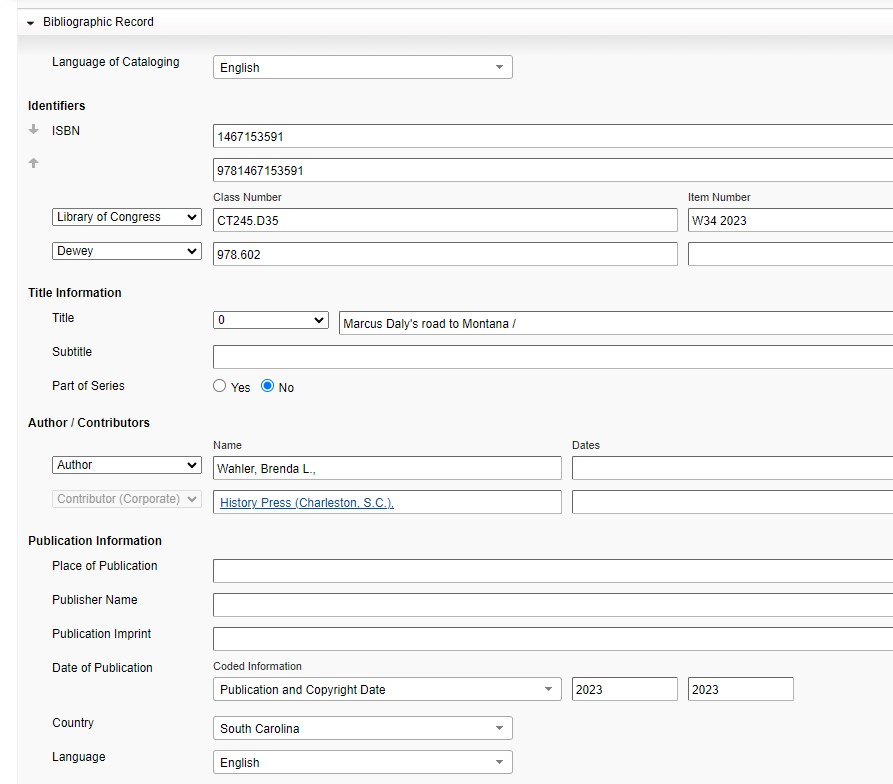 Bibliographic Record
Language of Cataloging English
Identifiers
ISBN 1467153591
9781467153591
Class Number Item Number
Library of Congress CT245.D35 W34 2023
Dewey 978.602
Title Information
Title 0 Marcus Daly's road to Montana /
Subtitle
Part of Series Yes No
Author / Contributors
Name Dates
Author Wahler, Brenda L.,
Contributor (Corporate) History Press (Charleston, S.C.),
Publication Information
Place of Publication
Publisher Name
Publication Imprint
Date of Publication Coded Information
Publication and Copyright Date 2023 2023
Country South Carolina
Language English